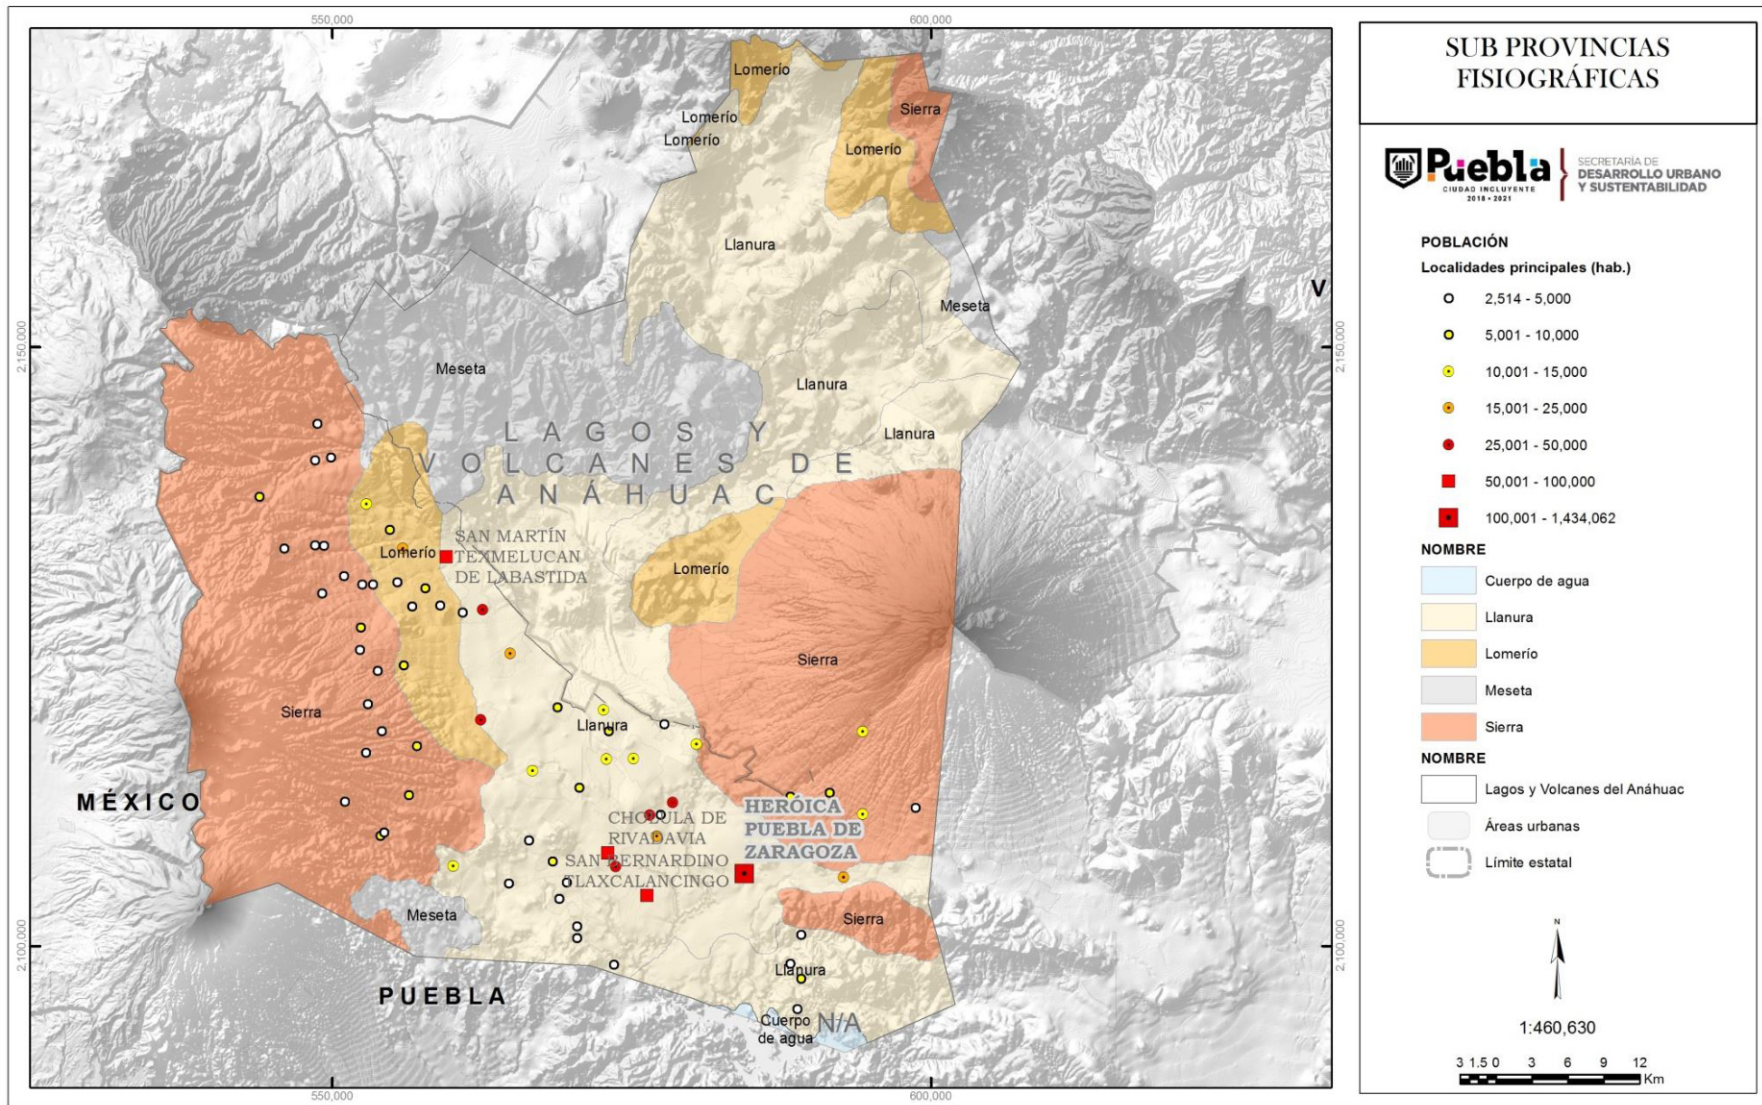 550,000
600,000
2,150,000
2,150,000
2,100,000
2,100,000
550,000
600,000
Lomerío
Sierra
Lomerío
Lomerío
Lomerío
Llanura
Meseta
V
Meseta
Llanura
Llanura
LAGOS Y
VOLCANES DE
ANÁHUAC
SAN MARTÍN
TEXMELUCAN
DE LABASTIDA
Lomerío
Lomerío
Sierra
Sierra
Llanura
MÉXICO
HERÓICA
PUEBLA DE
ZARAGOZA
CHOLULA DE
RIVADAVIA
SAN BERNARDINO
TLAXCALANCINGO
Meseta
Sierra
Llanura
PUEBLA
Cuerpo
de agua
N/A
SUB PROVINCIAS
FISIOGRÁFICAS
Puebla
CIUDAD INCLUYENTE
2018 • 2021
SECRETARÍA DE
DESARROLLO URBANO
Y SUSTENTABILIDAD
POBLACIÓN
Localidades principales (hab.)
2,514 - 5,000
5,001 - 10,000
10,001 - 15,000
15,001 - 25,000
25,001 - 50,000
50,001 - 100,000
100,001 - 1,434,062
NOMBRE
Cuerpo de agua
Llanura
Lomerío
Meseta
Sierra
NOMBRE
Lagos y Volcanes del Anáhuac
Áreas urbanas
Límite estatal
N
1:460,630
3 1.5 0 3 6 9 12
Km